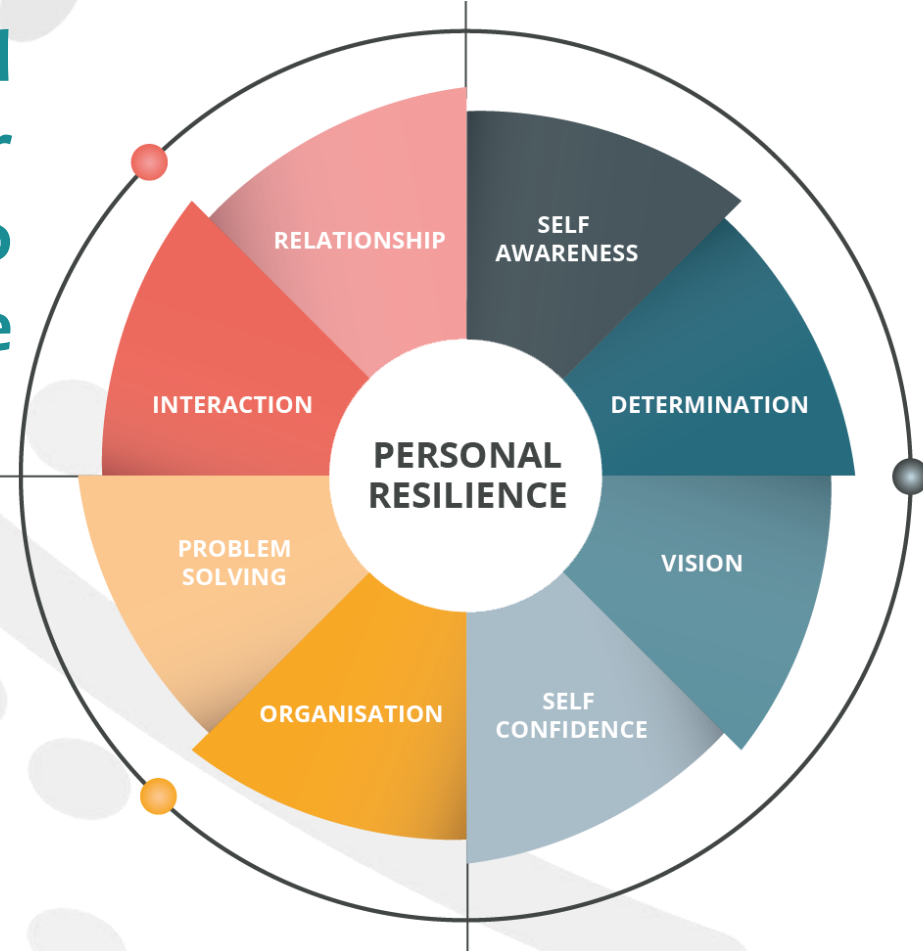 RELATIONSHIP
SELF
AWARENESS
INTERACTION
DETERMINATION
PERSONAL
RESILIENCE
PROBLEM
SOLVING
VISION
ORGANISATION
SELF
CONFIDENCE